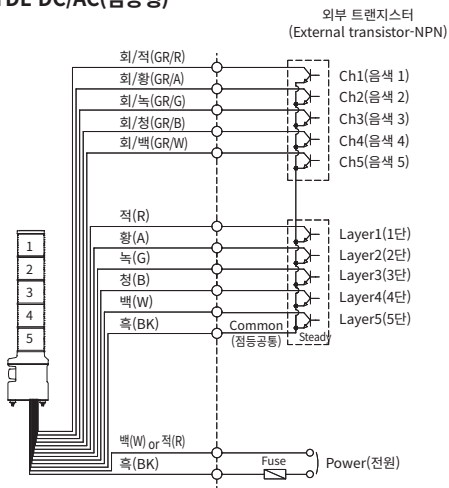 DC/AC(점등형)
외부 트랜지스터
(External transistor-NPN)
회/적(GR/R)
회/황(GR/A)
회/녹(GR/G)
회/청(GR/B)
회/백(GR/W)
Ch1(음색 1)
Ch2(음색 2)
Ch3(음색 3)
Ch4(음색 4)
Ch5(음색 5)
적(R)
황(A)
녹(G)
청(B)
백(W)
흑(BK)
Common
(점등공통)
Layer1(1단)
Layer2(2단)
Layer3(3단)
Layer4(4단)
Layer5(5단)
Steady
1
2
3
4
5
백(W) or 적(R)
흑(BK)
Fuse
Power(전원)